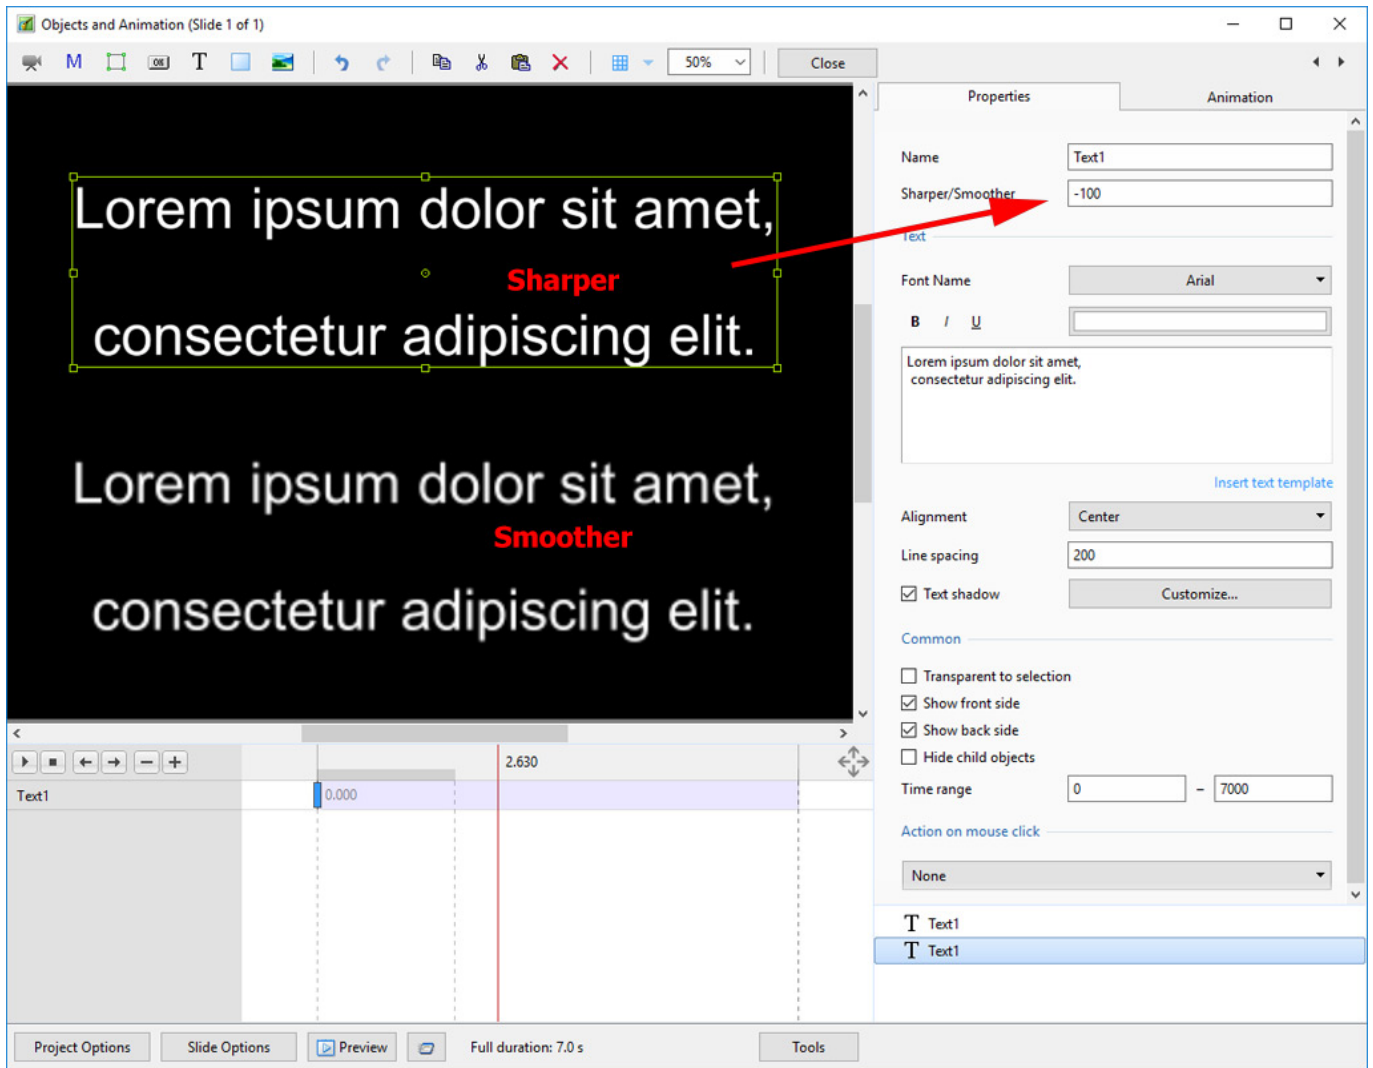 Objects and Animation (Slide 1 of 1)
M OK T 50% Close
Properties Animation
Name Text1
Sharper/Smoother -100
Text
Font Name Arial
B I U
Lorem ipsum dolor sit amet,
consectetur adipiscing elit.
Insert text template
Alignment Center
Line spacing 200
Text shadow Customize...
Common
Transparent to selection
Show front side
Show back side
Hide child objects
Time range 0 – 7000
Action on mouse click
None
T Text1
T Text1
Lorem ipsum dolor sit amet,
Sharper
consectetur adipiscing elit.
Lorem ipsum dolor sit amet,
Smoother
consectetur adipiscing elit.
2.630
Text1 0.000
Project Options Slide Options Preview Full duration: 7.0 s Tools